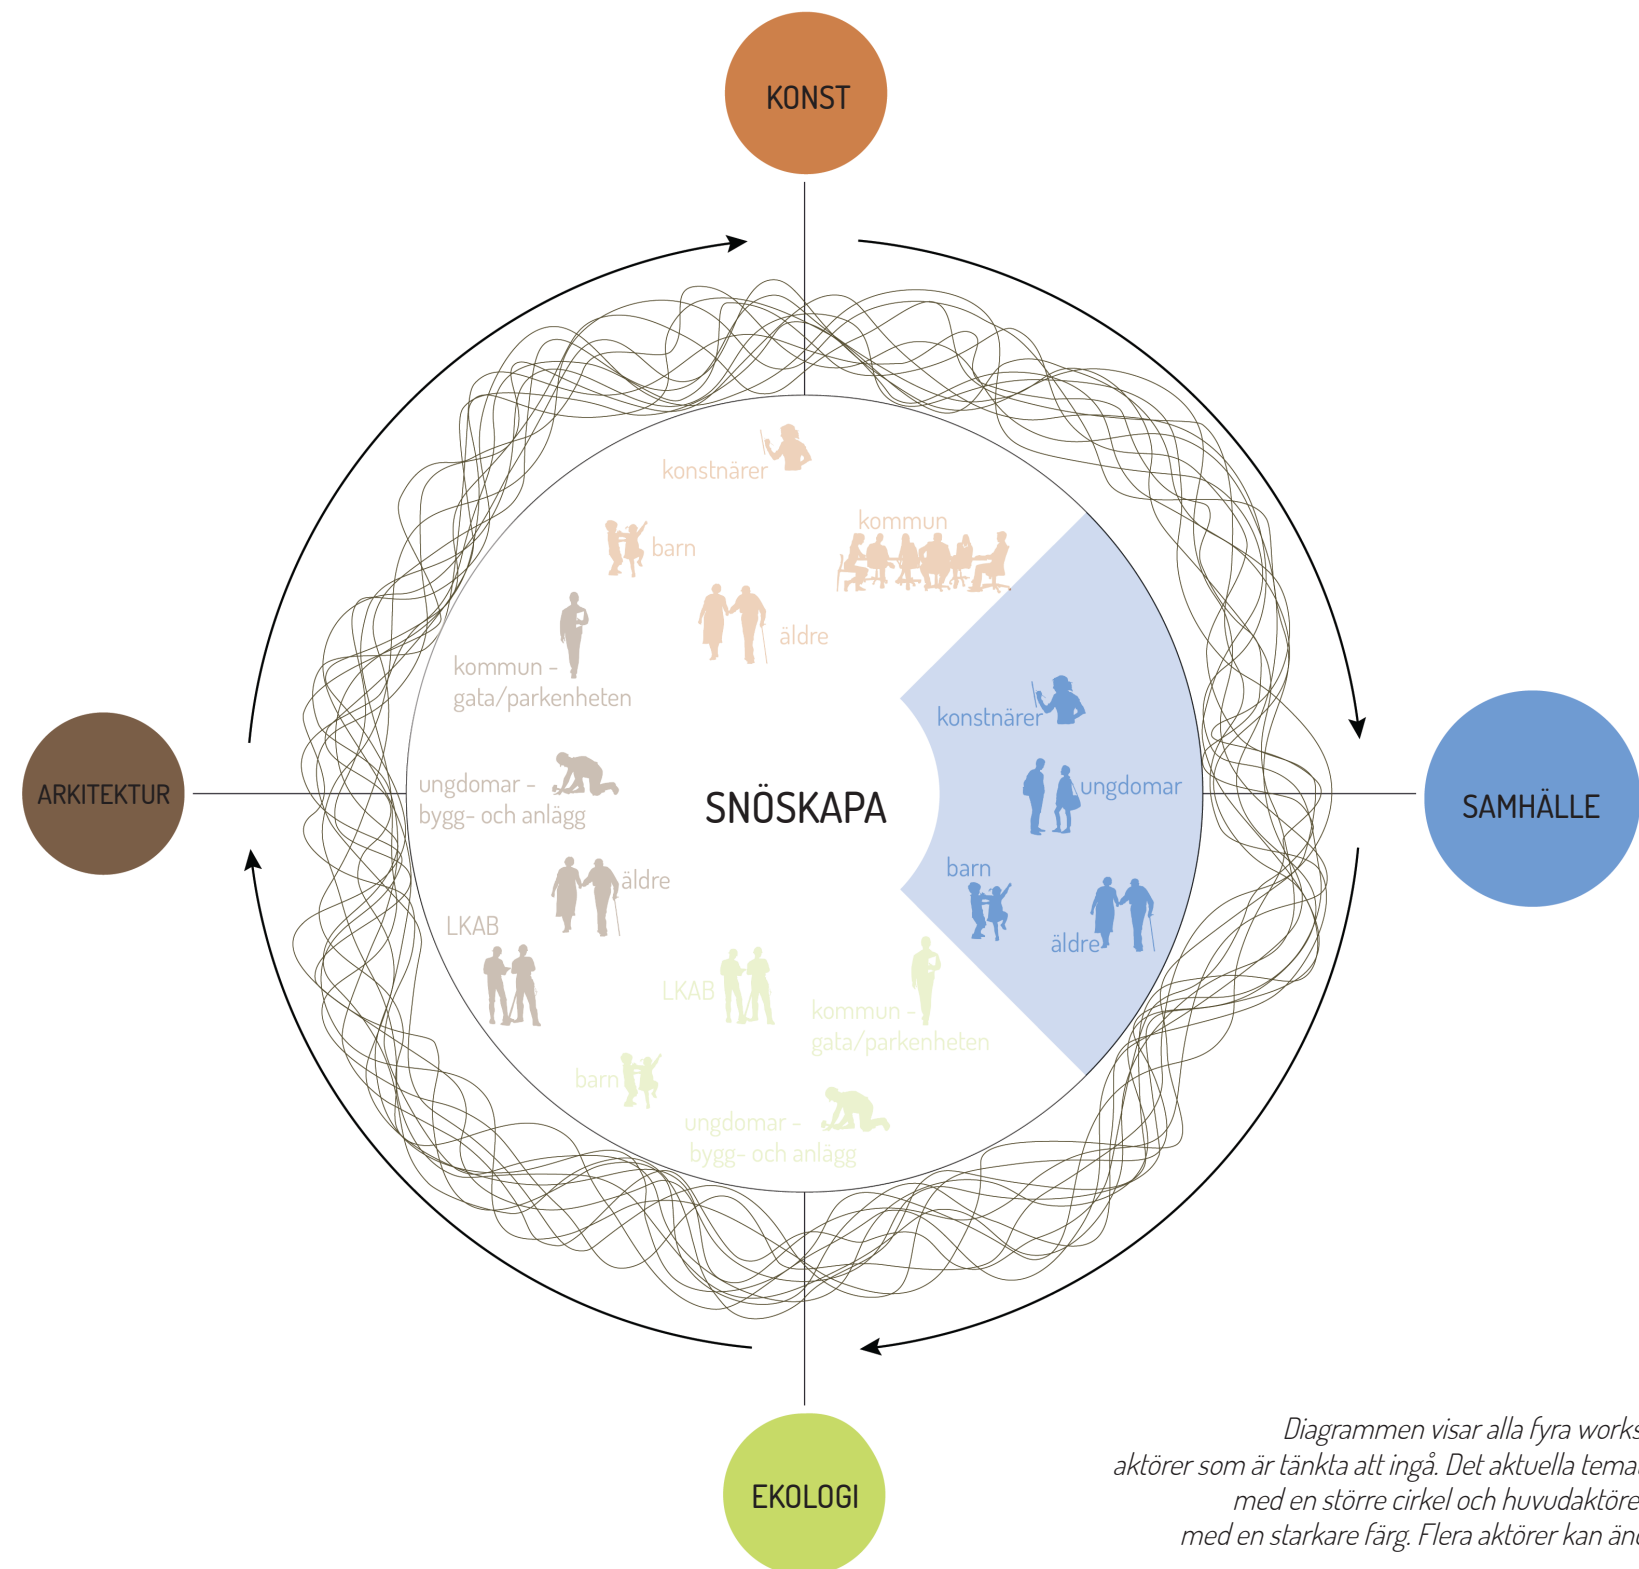 KONST
konstnärer
kommun
barn
äldre
kommun -
gata/parkenheten
konstnärer
ungdomar
barn
äldre
ungdomar -
bygg- och anlägg
SNÖSKAPA
ARKITEKTUR
SAMHÄLLE
äldre
LKAB
LKAB
kommun -
gata/parkenheten
barn
ungdomar -
bygg- och anlägg
EKOLOGI
Diagrammen visar alla fyra
aktörer som är tänkta att ingå. Det aktuella
med en större cirkel och
med en starkare färg. Flera aktörer kan